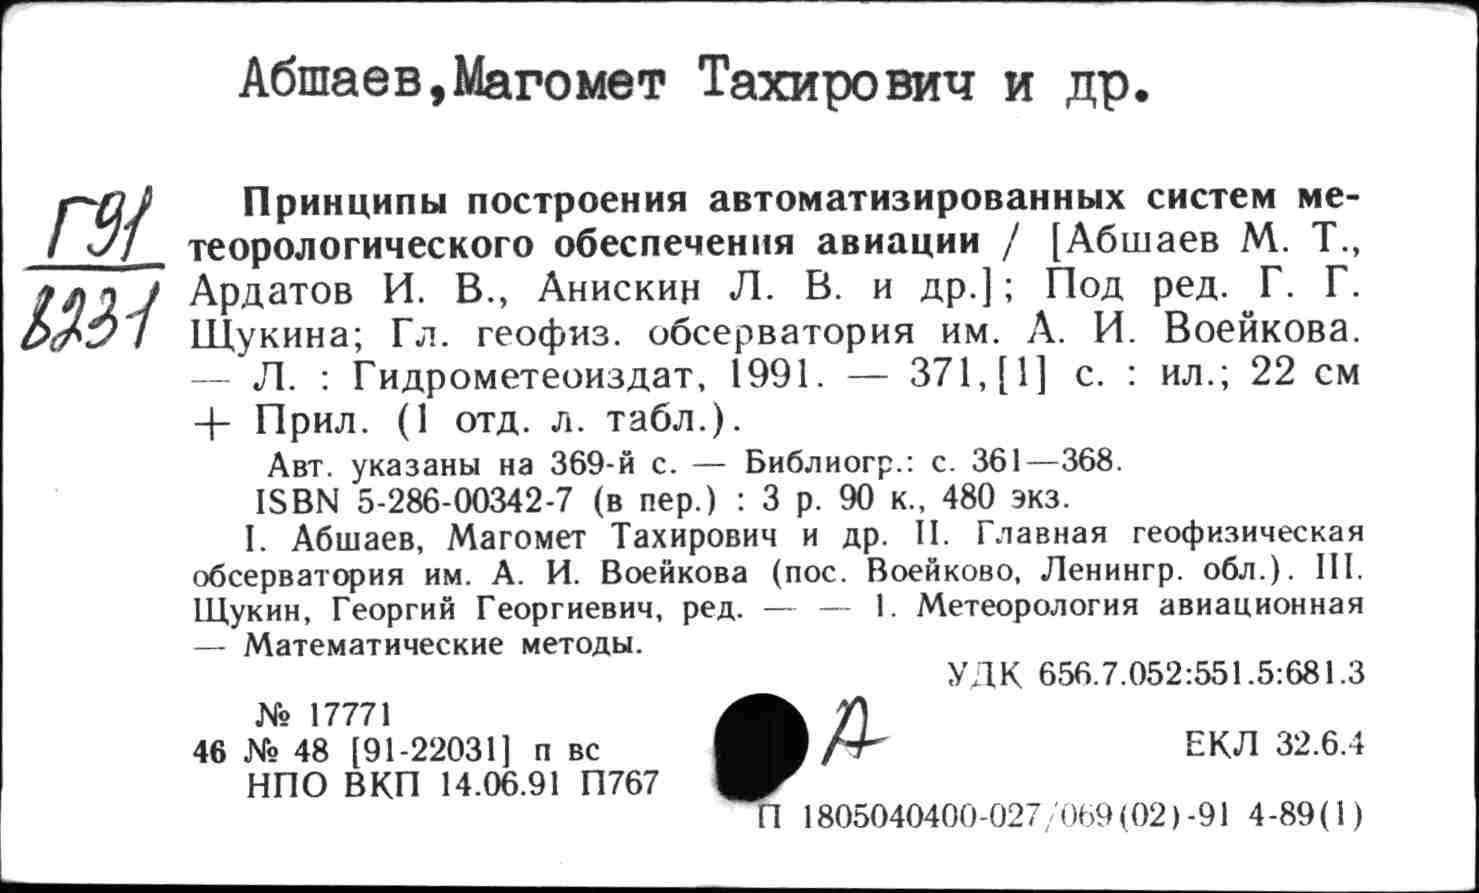 Абшаев,Магомет Тахирович и др.
Г91
8231
Принципы построения автоматизированных систем ме-
теорологического обеспечения авиации / [Абшаев М. Т.,
Ардатов И. В., Анискин Л. В. и др.]; Под ред. Г. Г.
Щукина; Гл. геофиз. обсерватория им. А. И. Воейкова.
— Л. : Гидрометеоиздат, 1991. — 371,[1] с. : ил.; 22 см
+ Прил. (1 отд. л. табл.).
Авт. указаны на 369-й с. — Библиогр.: с. 361—368.
ISBN 5-286-00342-7 (в пер.) : 3 р. 90 к., 480 экз.
I. Абшаев, Магомет Тахирович и др. II. Главная геофизическая
обсерватория им. А. И. Воейкова (пос. Воейково, Ленингр. обл.). III.
Щукин, Георгий Георгиевич, ред. — — 1. Метеорология авиационная
— Математические методы.
УДК 656.7.052:551.5:681.3
№ 17771
46 № 48 [91-22031] п вс
НПО ВКП 14.06.91 П767
А
ЕКЛ 32.6.4
П 1805040400-027/069(02)-91 4-89(1)